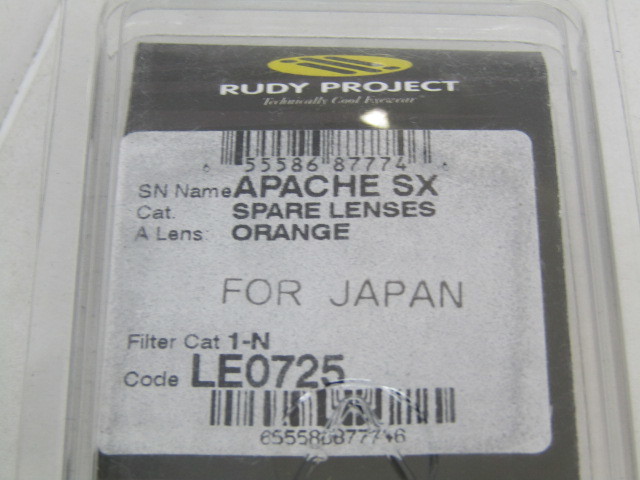 RUDY PROJECT
Technically Cool Eyewear
55586 87774
SN Name APACHE SX
Cat. SPARE LENSES
A Lens: ORANGE
FOR JAPAN
Filter Cat 1-N
Code LE0725